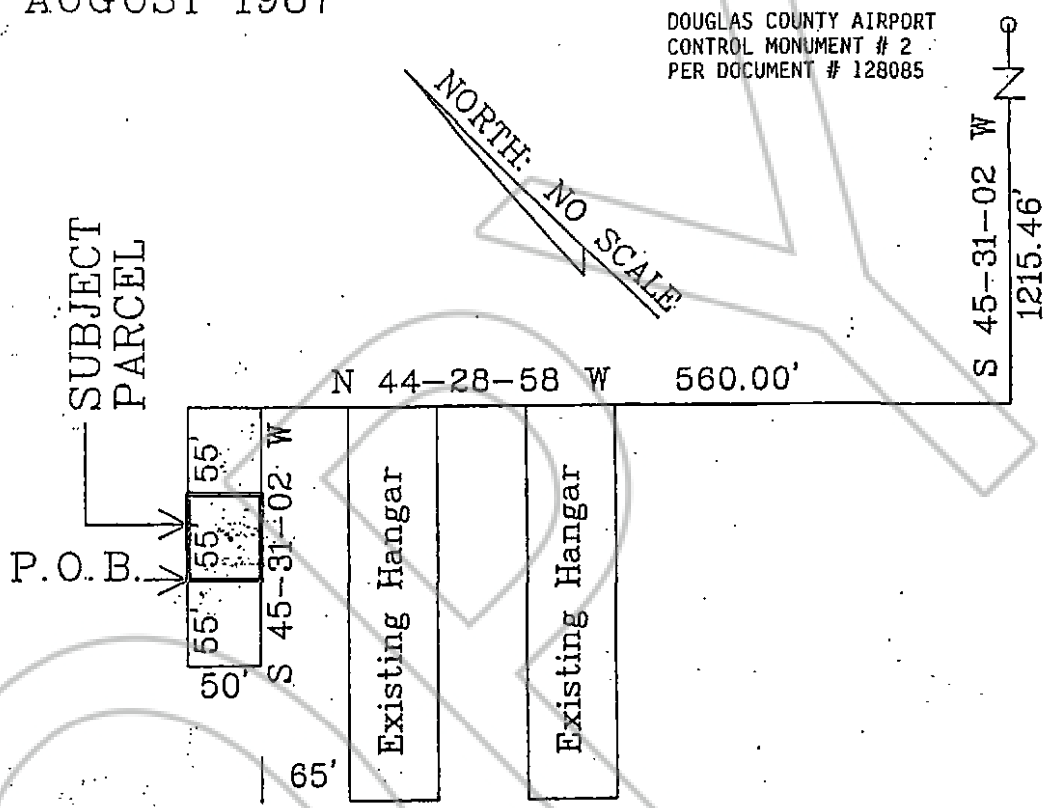 AUGUST 1987
DOUGLAS COUNTY AIRPORT
CONTROL MONUMENT # 2
PER DOCUMENT # 128085
NORTH: NO SCALE
S 45-31-02 W
1215.46'
SUBJECT
PARCEL
N 44-28-58 W 560.00'
55'
55'
55'
S 45-31-02 W
P.O.B.
50'
65'
Existing Hangar
Existing Hangar